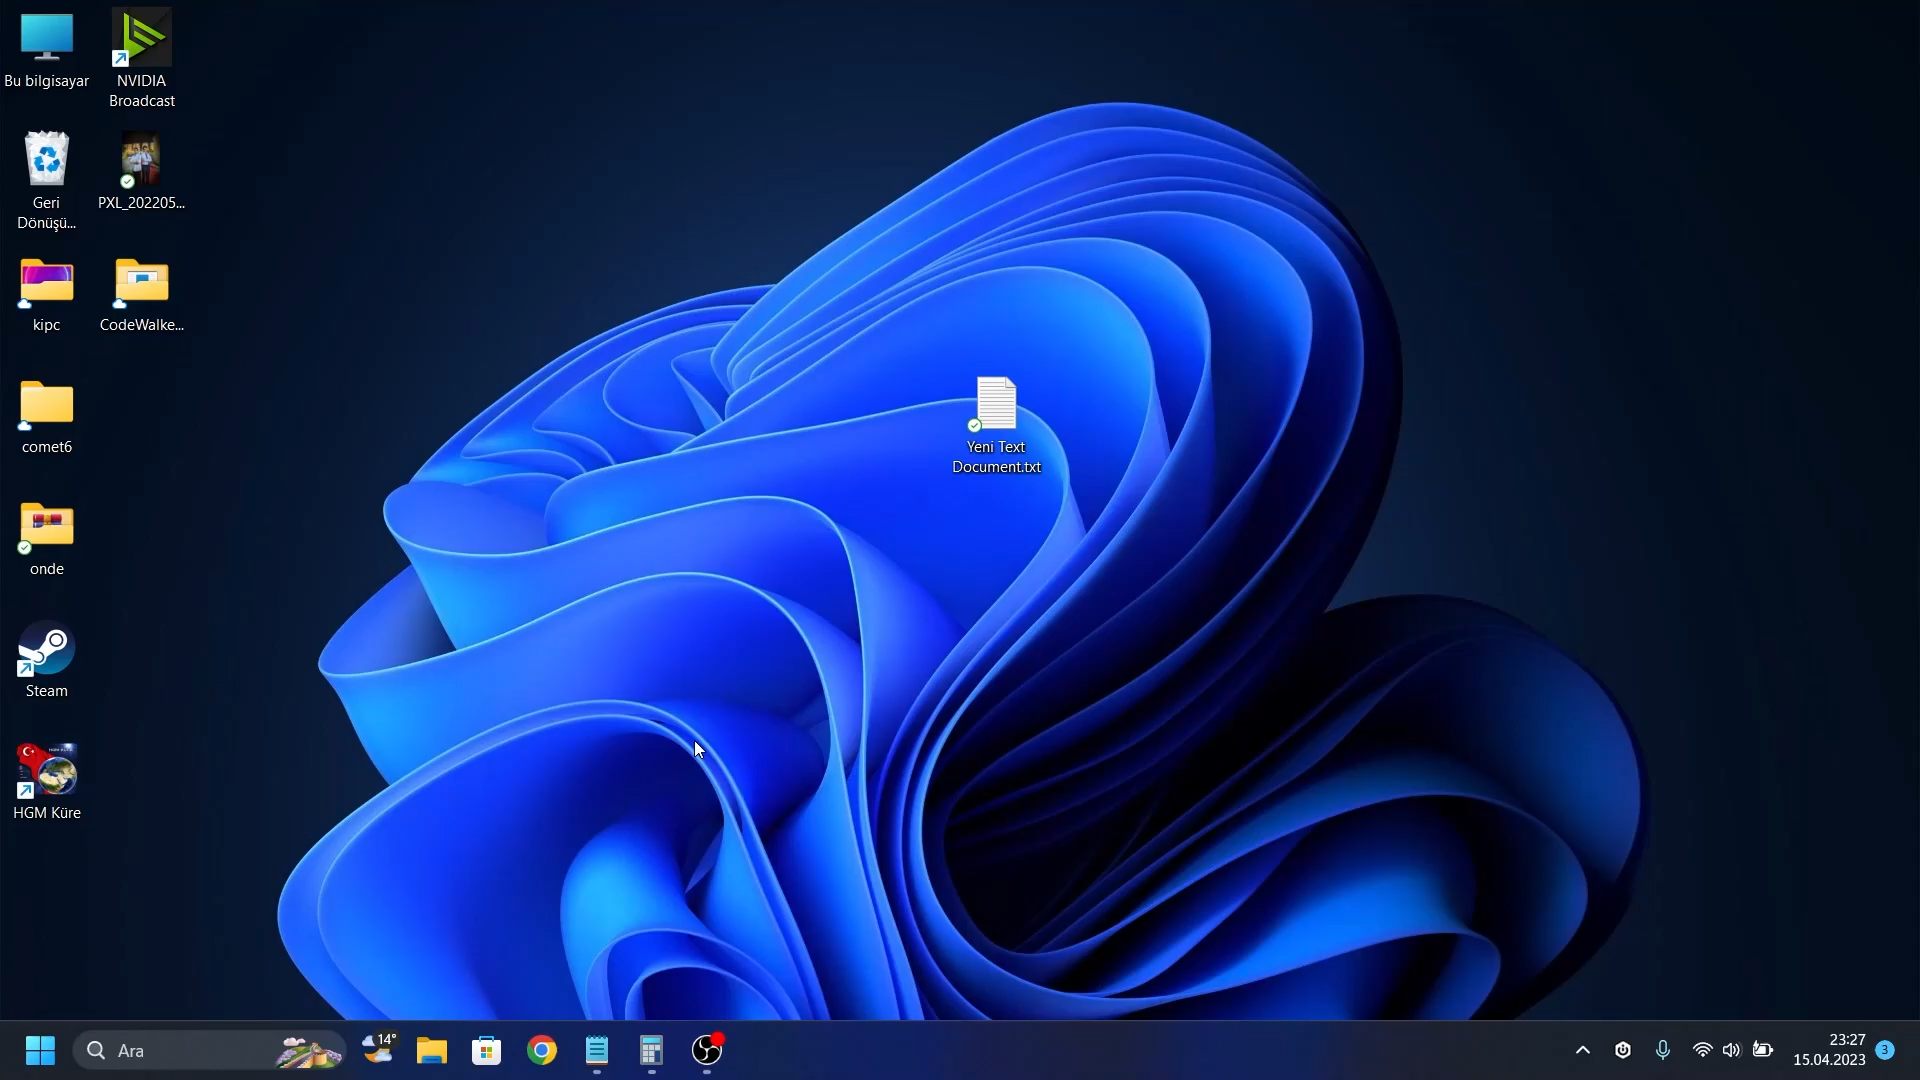 Bu bilgisayar
NVIDIA
Broadcast
Geri
Dönüşü...
PXL_202205...
kipc
CodeWalke...
comet6
onde
Steam
HGM Küre
Yeni Text
Document.txt
Ara
14°
23:27
15.04.2023
3